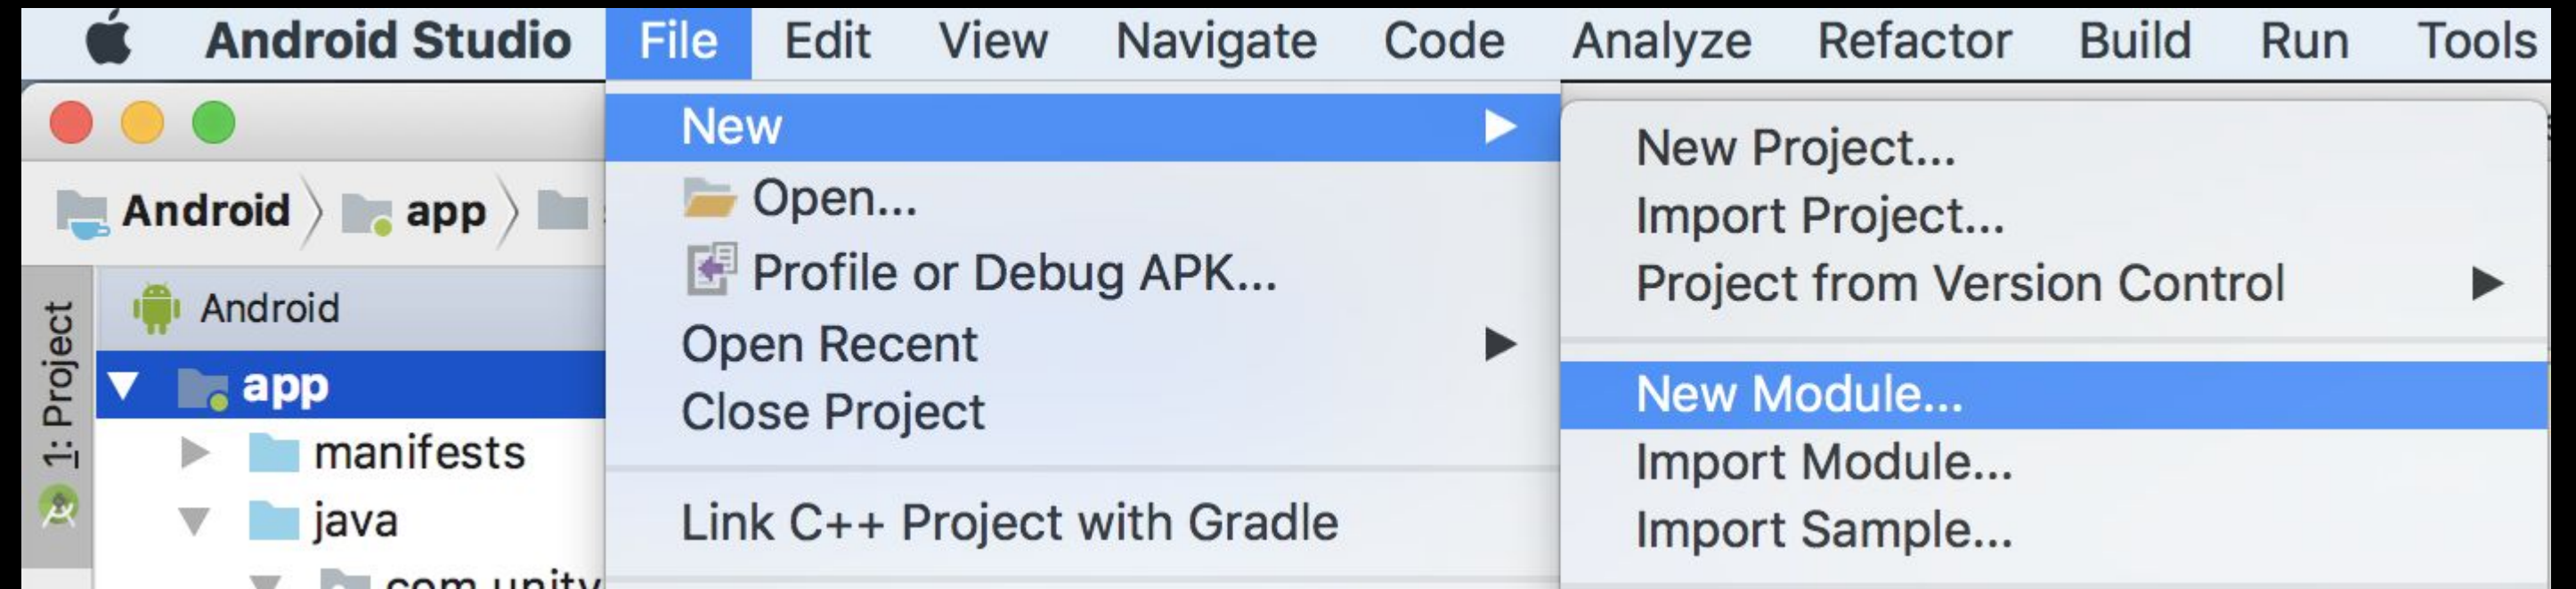 Android Studio File Edit View Navigate Code Analyze Refactor Build Run Tools
New
Open...
Profile or Debug APK...
Open Recent
Close Project
Link C++ Project with Gradle
New Project...
Import Project...
Project from Version Control
New Module...
Import Module...
Import Sample...
Android app
1: Project
Android
app
manifests
java
com.unity